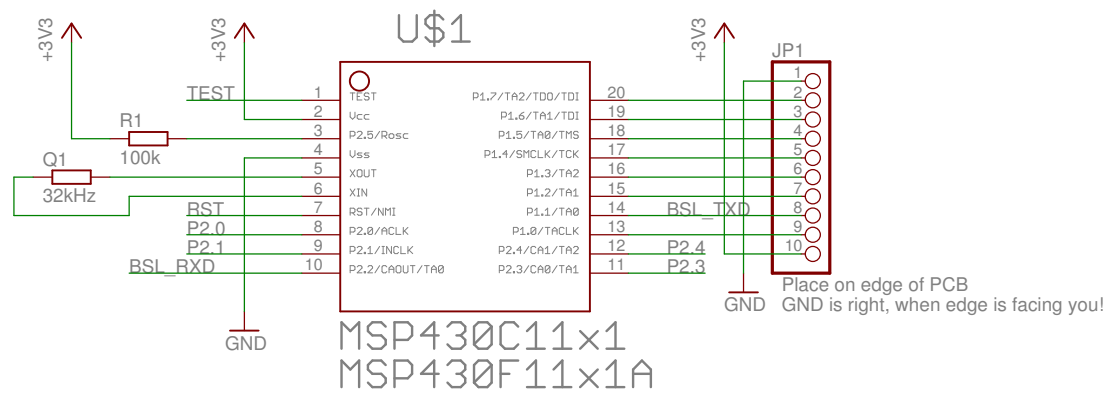 +3V3
+3V3
U$1
+3V3
JP1
TEST
1
TEST
P1.7/TA2/TDO/TDI
20
1
2
Vcc
P1.6/TA1/TDI
19
2
R1
100k
3
P2.5/Rosc
P1.5/TA0/TMS
18
3
4
Vss
P1.4/SMCLK/TCK
17
4
Q1
32kHz
5
XOUT
P1.3/TA2
16
5
6
XIN
P1.2/TA1
15
6
RST
7
RST/NMI
P1.1/TA0
14
BSL_TXD
7
P2.0
8
P2.0/ACLK
P1.0/TACLK
13
8
P2.1
9
P2.1/INCLK
P2.4/CA1/TA2
12
P2.4
9
BSL_RXD
10
P2.2/CAOUT/TA0
P2.3/CA0/TA1
11
P2.3
10
GND
GND
Place on edge of PCB
GND is right, when edge is facing you!
MSP430C11x1
MSP430F11x1A